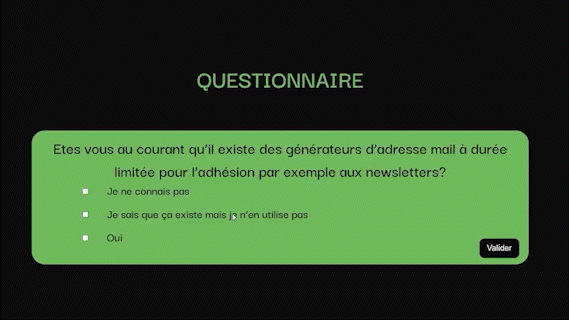 QUESTIONNAIRE
Etes vous au courant qu'il existe des générateurs d'adresse mail à durée
limitée pour l'adhésion par exemple aux newsletters?
Je ne connais pas
Je sais que ça existe mais je n'en utilise pas
Oui
Valider